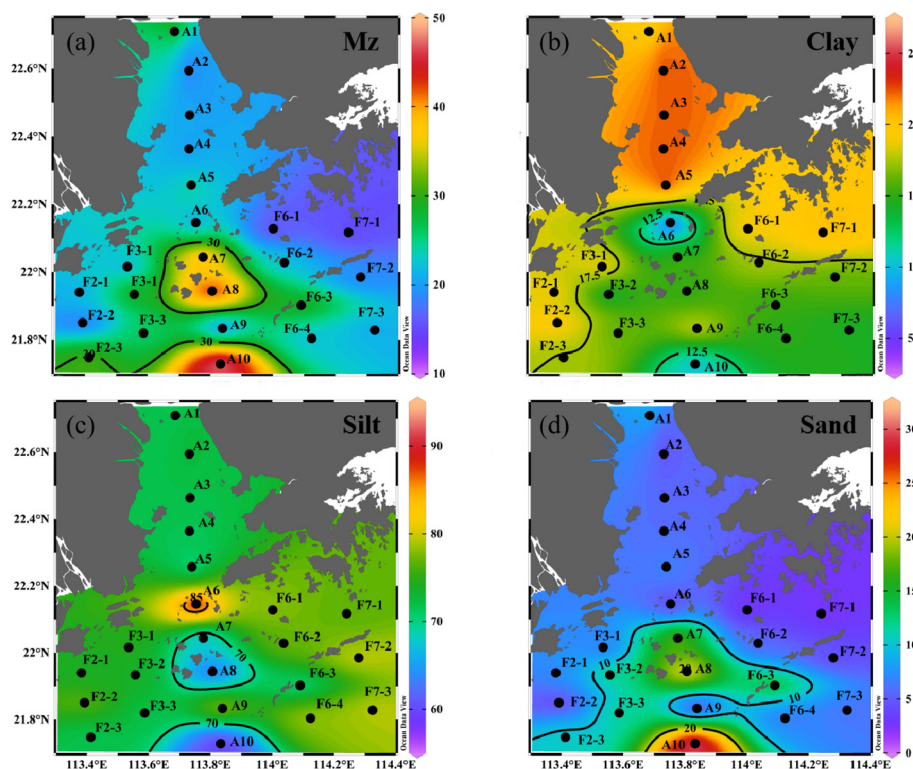 (a) Mz
A1
A2
A3
A4
A5
A6
F6-1
F7-1
30
A7
F6-2
F3-1
F7-2
F2-1
F3-2
A8
F6-3
F2-2
F3-3
A9
F6-4
F7-3
F2-3
30
A10
Ocean Data View
22.6°N
22.4°N
22.2°N
22°N
21.8°N
50
40
30
20
10
(b) Clay
A1
A2
A3
A4
A5
12.5
A6
F6-1
F7-1
F3-1
A7
F6-2
17.5
F7-2
F2-1
F3-2
A8
F6-3
F2-2
F3-3
A9
F6-4
F7-3
F2-3
12.5
A10
Ocean Data View
(c) Silt
A1
A2
A3
A4
A5
85
A6
F6-1
F7-1
A7
F3-1
F6-2
70
F7-2
F2-1
F3-2
A8
F6-3
F2-2
F3-3
A9
F6-4
F7-3
F2-3
70
A10
Ocean Data View
22.6°N
22.4°N
22.2°N
22°N
21.8°N
90
80
70
60
113.4°E 113.6°E 113.8°E 114°E 114.2°E 114.4°E
(d) Sand
A1
A2
A3
A4
A5
A6
F6-1
F7-1
A7
F3-1
F6-2
10
F7-2
F2-1
F3-2
20
A8
F6-3
10
F2-2
F3-3
A9
F6-4
F7-3
F2-3
20
A10
Ocean Data View
113.4°E 113.6°E 113.8°E 114°E 114.2°E 114.4°E